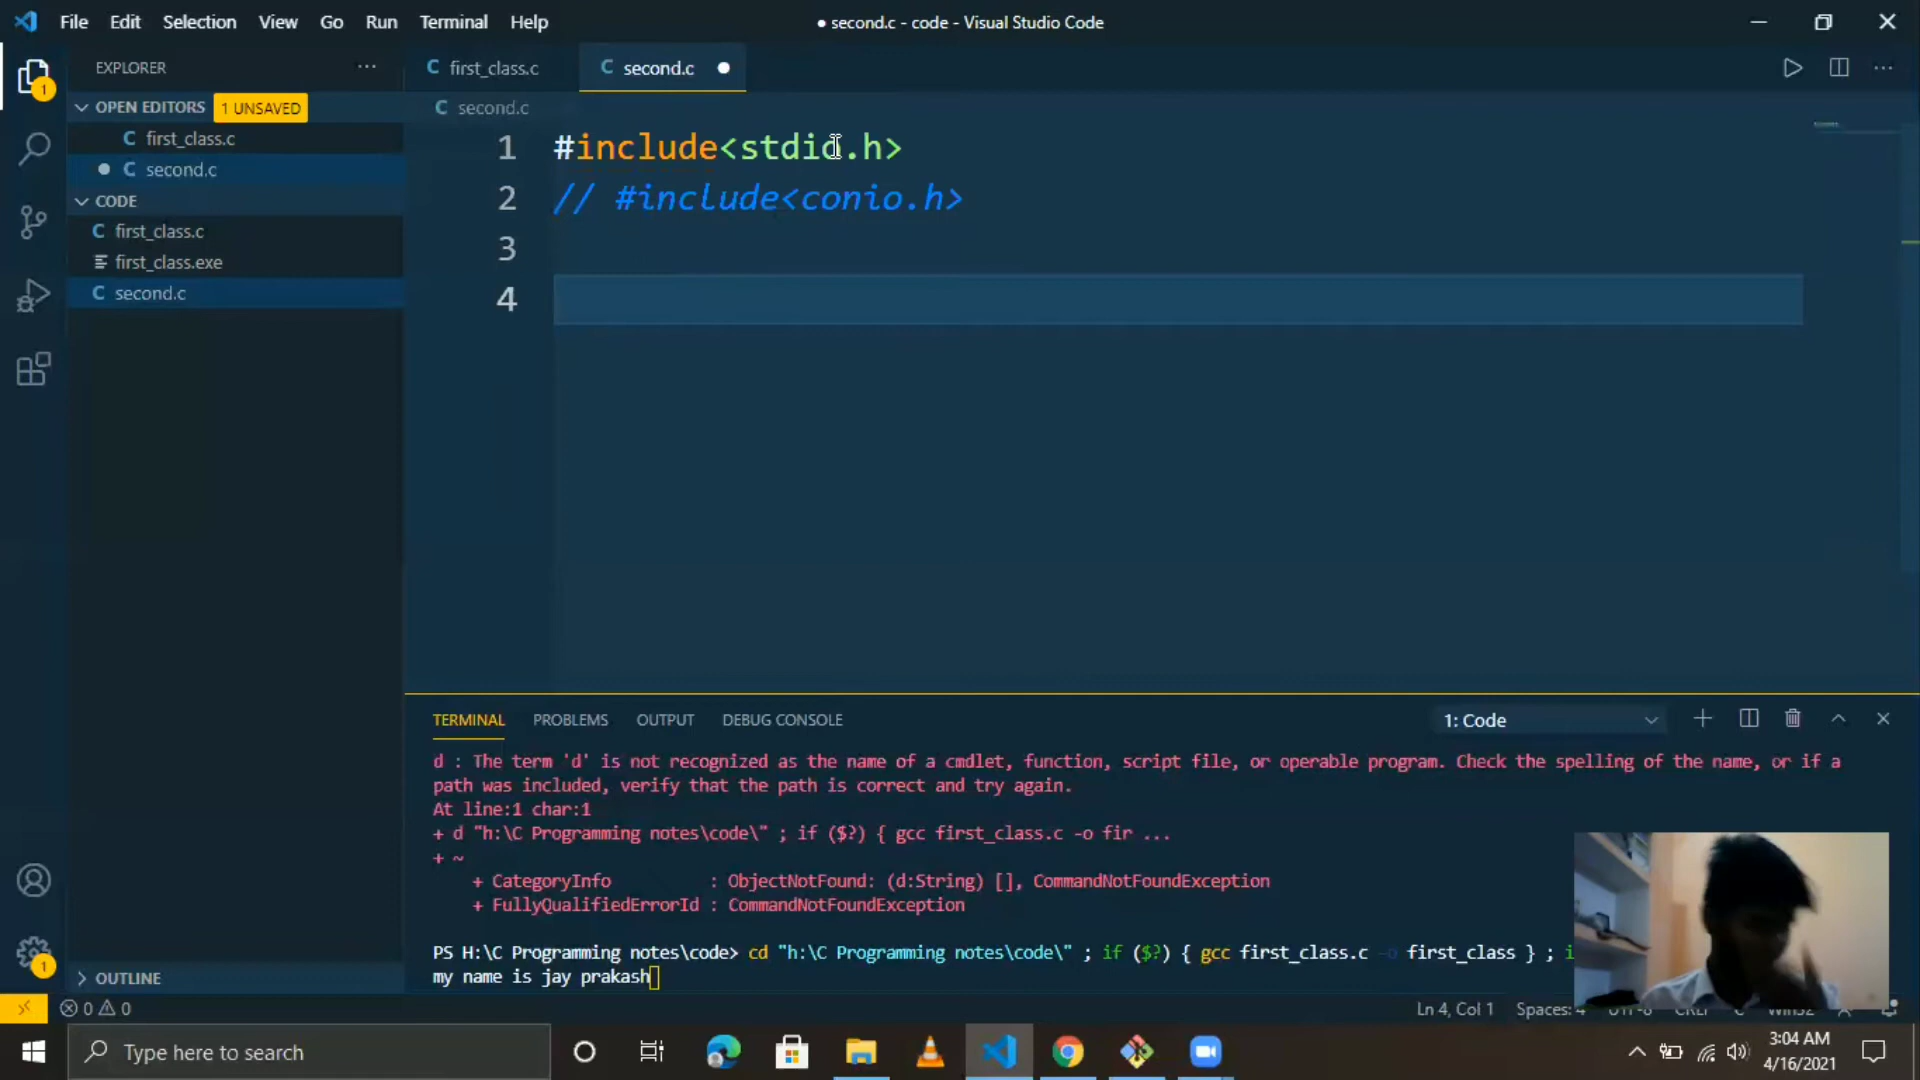 File Edit Selection View Go Run Terminal Help
● second.c - code - Visual Studio Code
EXPLORER
OPEN EDITORS 1 UNSAVED
C first_class.c
● C second.c
CODE
C first_class.c
first_class.exe
C second.c
OUTLINE
C first_class.c
C second.c ●
C second.c
1 #include<stdio.h>
2 // #include<conio.h>
3
4
TERMINAL PROBLEMS OUTPUT DEBUG CONSOLE
1: Code
d : The term 'd' is not recognized as the name of a cmdlet, function, script file, or operable program. Check the spelling of the name, or if a
path was included, verify that the path is correct and try again.
At line:1 char:1
+ d "h:\C Programming notes\code\" ; if ($?) { gcc first_class.c -o fir ...
+ ~
+ CategoryInfo : ObjectNotFound: (d:String) [], CommandNotFoundException
+ FullyQualifiedErrorId : CommandNotFoundException
PS H:\C Programming notes\code> cd "h:\C Programming notes\code\" ; if ($?) { gcc first_class.c -o first_class } ; i
my name is jay prakash
1
1
0 0
Ln 4, Col 1 Spaces: 4
Type here to search
3:04 AM
4/16/2021